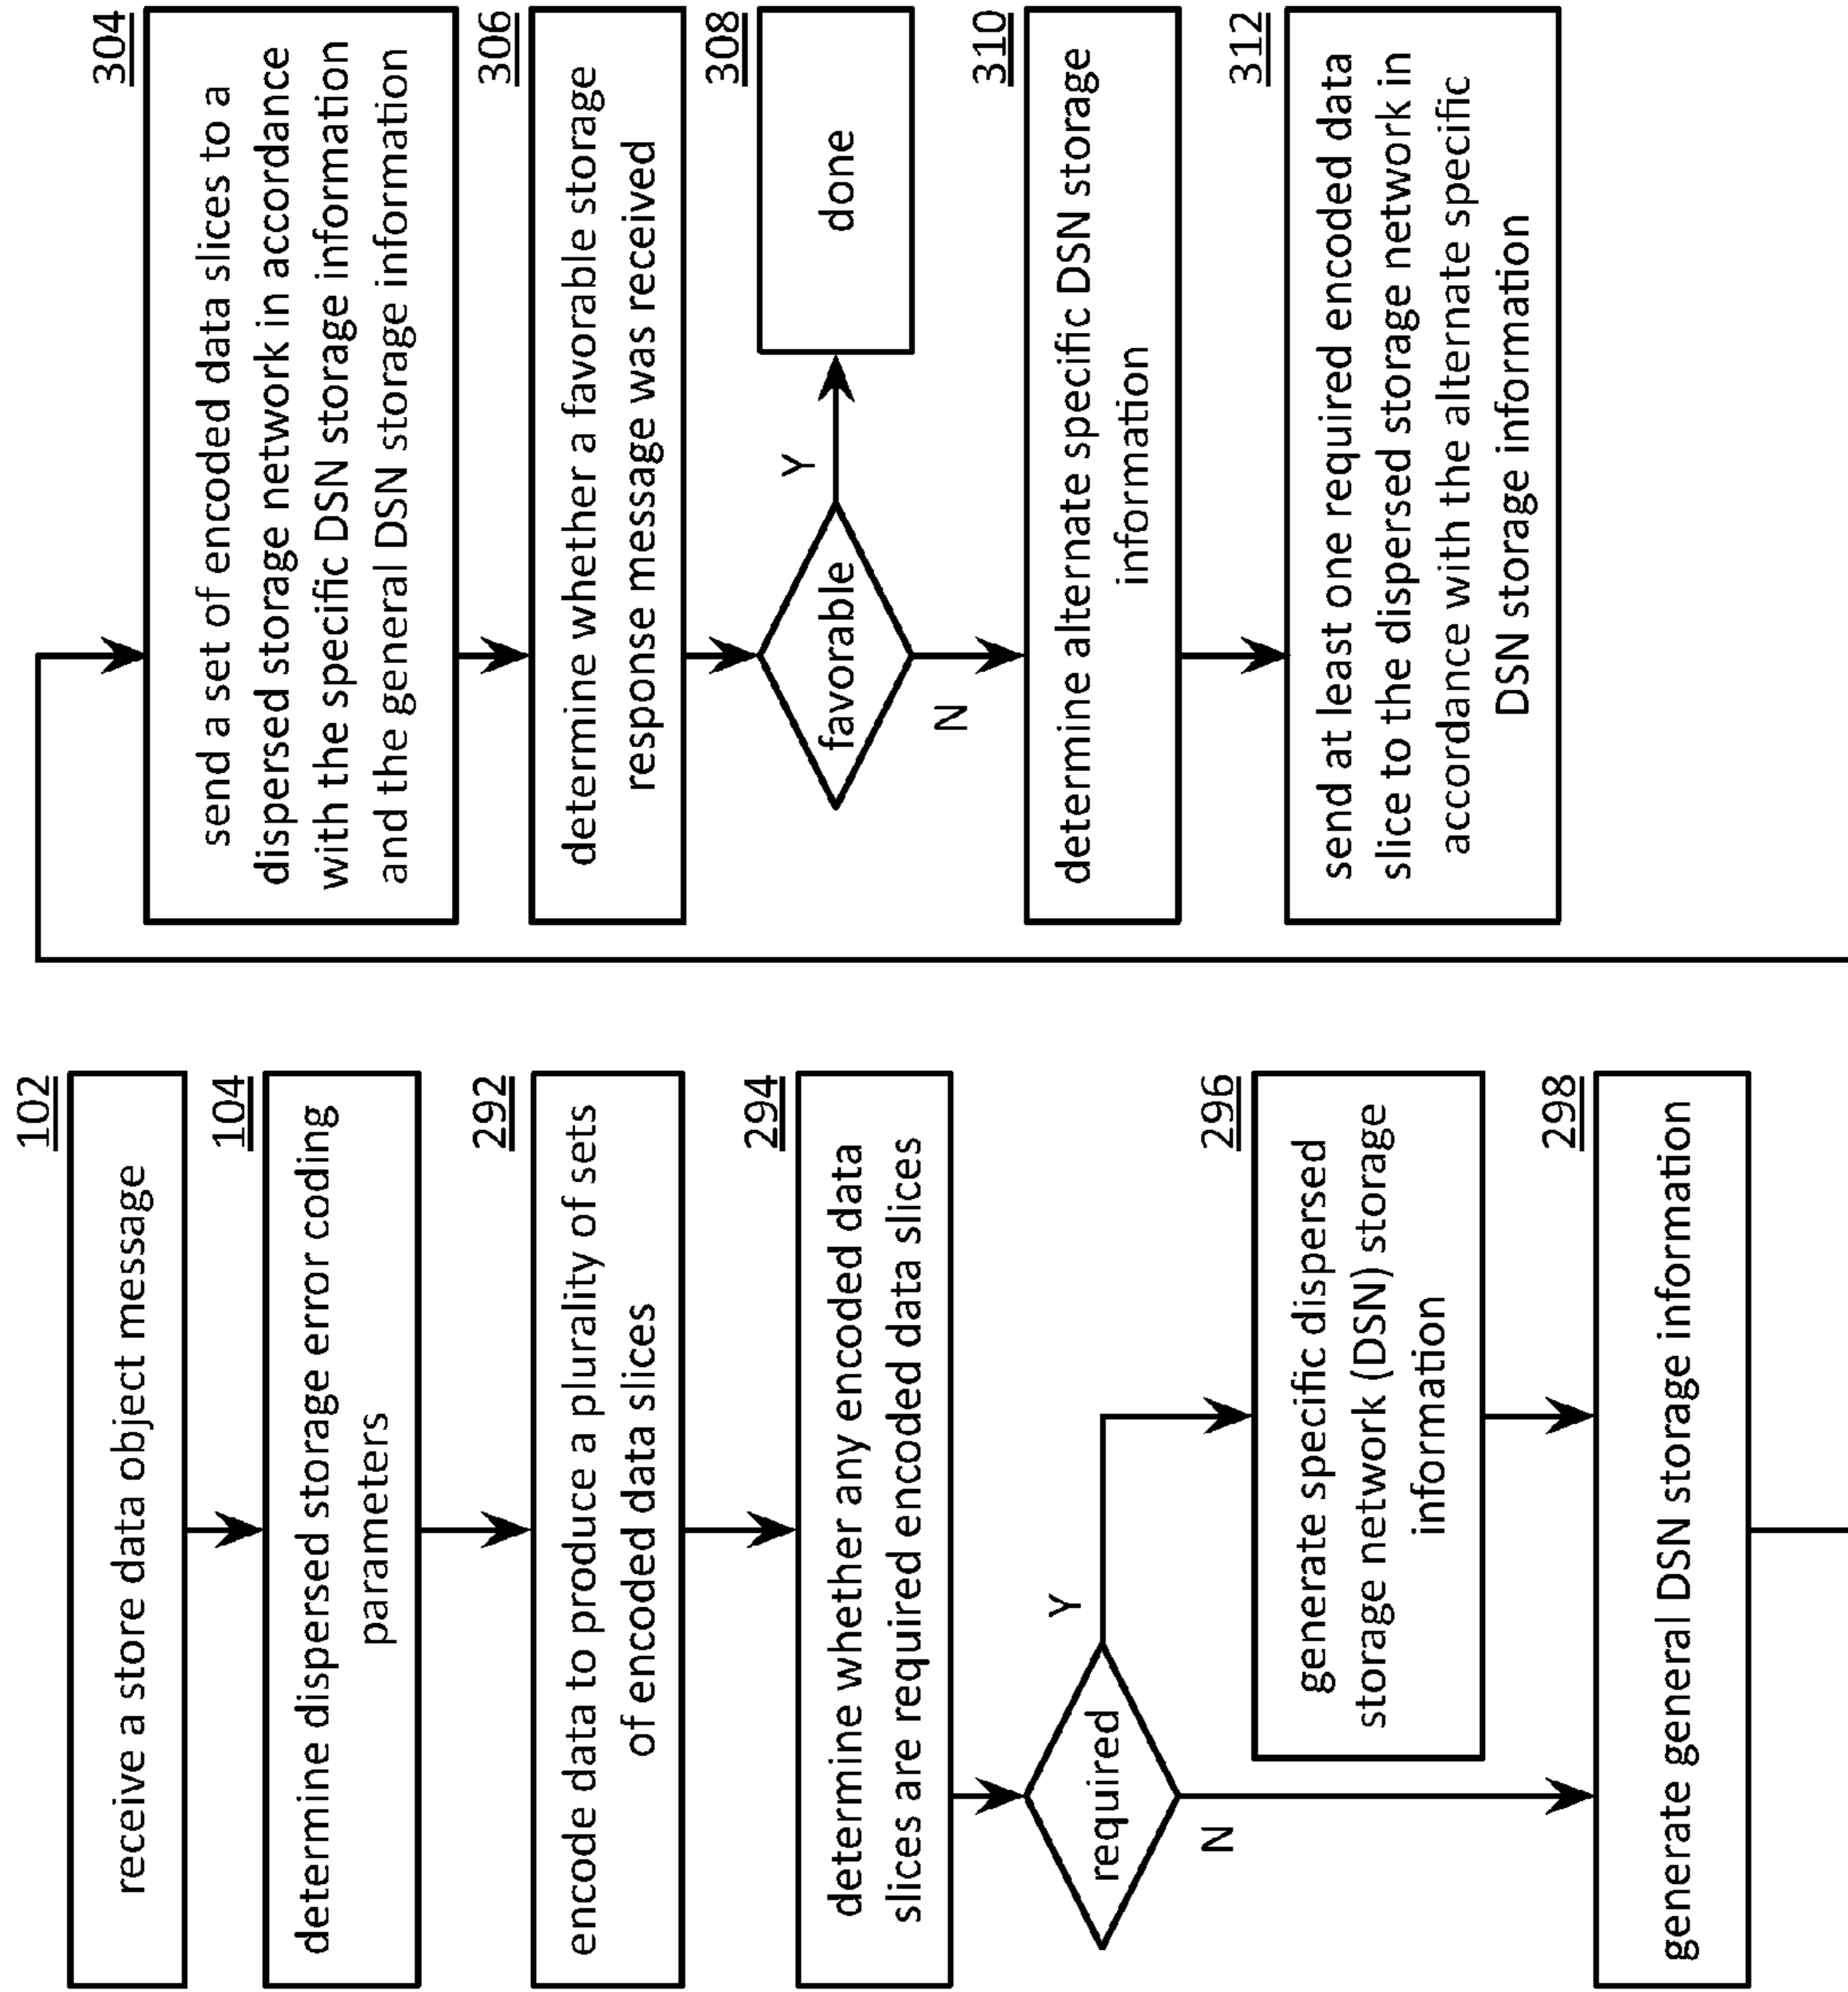 102
receive a store data object message
104
determine dispersed storage error coding
parameters
292
encode data to produce a plurality of sets
of encoded data slices
294
determine whether any encoded data
slices are required encoded data slices
required
Y
N
296
generate specific dispersed
storage network (DSN) storage
information
298
generate general DSN storage information
304
send a set of encoded data slices to a
dispersed storage network in accordance
with the specific DSN storage information
and the general DSN storage information
306
determine whether a favorable storage
response message was received
favorable
Y
308
done
N
310
determine alternate specific DSN storage
information
312
send at least one required encoded data
slice to the dispersed storage network in
accordance with the alternate specific
DSN storage information